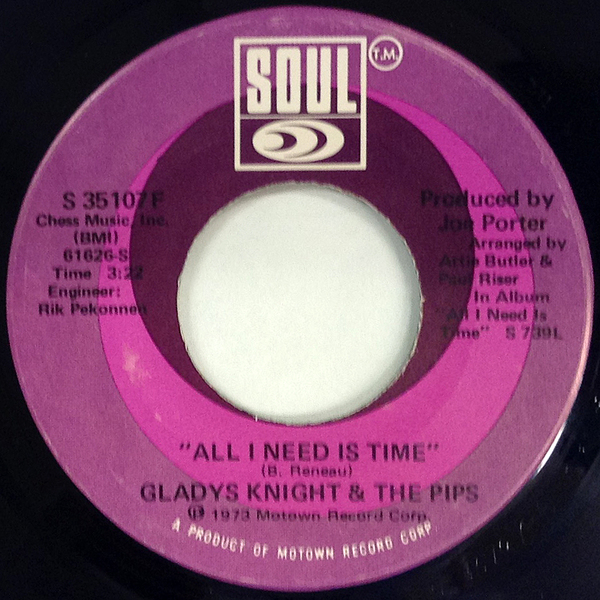 SOUL
T.M.
S 35107F
Chess Music, Inc.
(BMI)
61626-S
Time 3:22
Engineer:
Rik Pekonnen
Produced by
Joe Porter
Arranged by
Attie Butler &
Paul Riser
In Album
"All I Need Is
Time" S 739L
"ALL I NEED IS TIME"
(B. Reneau)
GLADYS KNIGHT & THE PIPS
℗ 1973 Motown Record Corp.
A PRODUCT OF MOTOWN RECORD CORP.